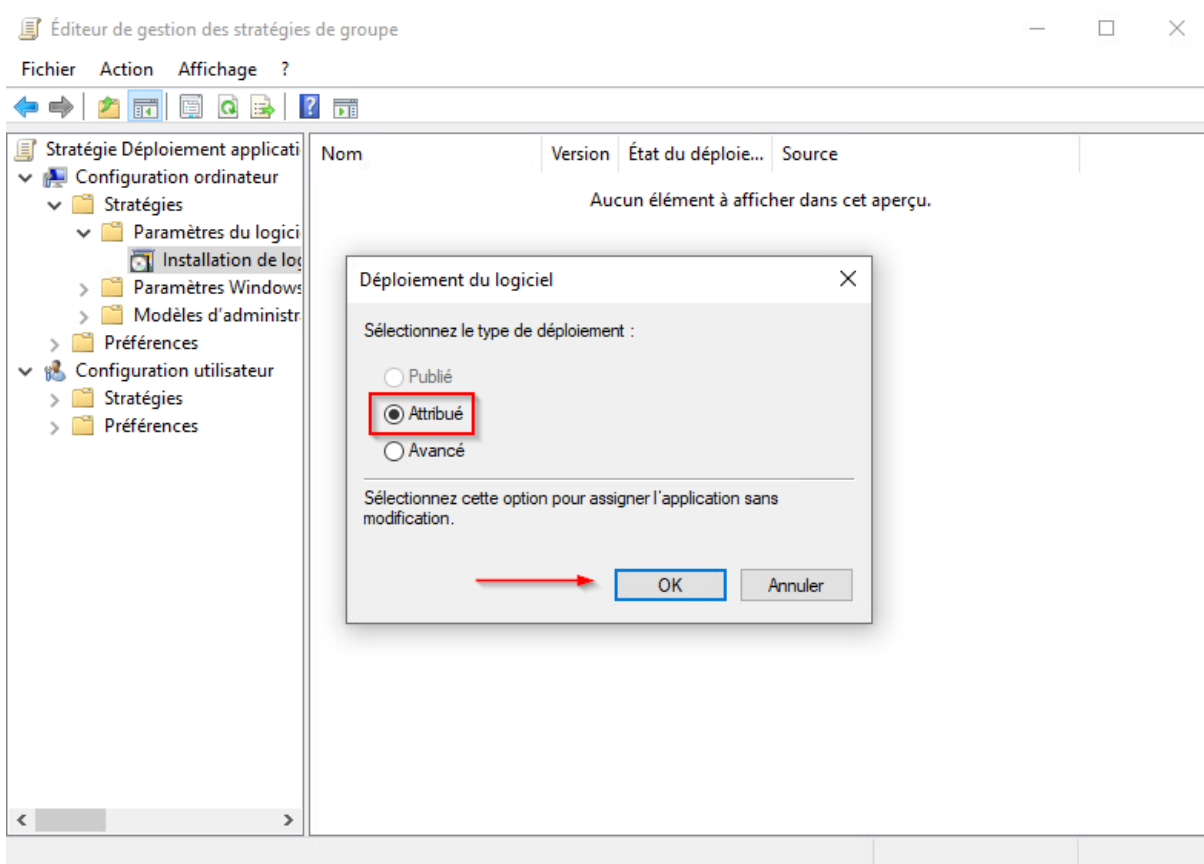 Éditeur de gestion des stratégies de groupe
Fichier Action Affichage ?
Stratégie Déploiement applicati
Configuration ordinateur
Stratégies
Paramètres du logici
Installation de log
Paramètres Windows
Modèles d'administr
Préférences
Configuration utilisateur
Stratégies
Préférences
Nom Version État du déploie... Source
Aucun élément à afficher dans cet aperçu.
Déploiement du logiciel
Sélectionnez le type de déploiement :
Publié
Attribué
Avancé
Sélectionnez cette option pour assigner l'application sans
modification.
OK Annuler